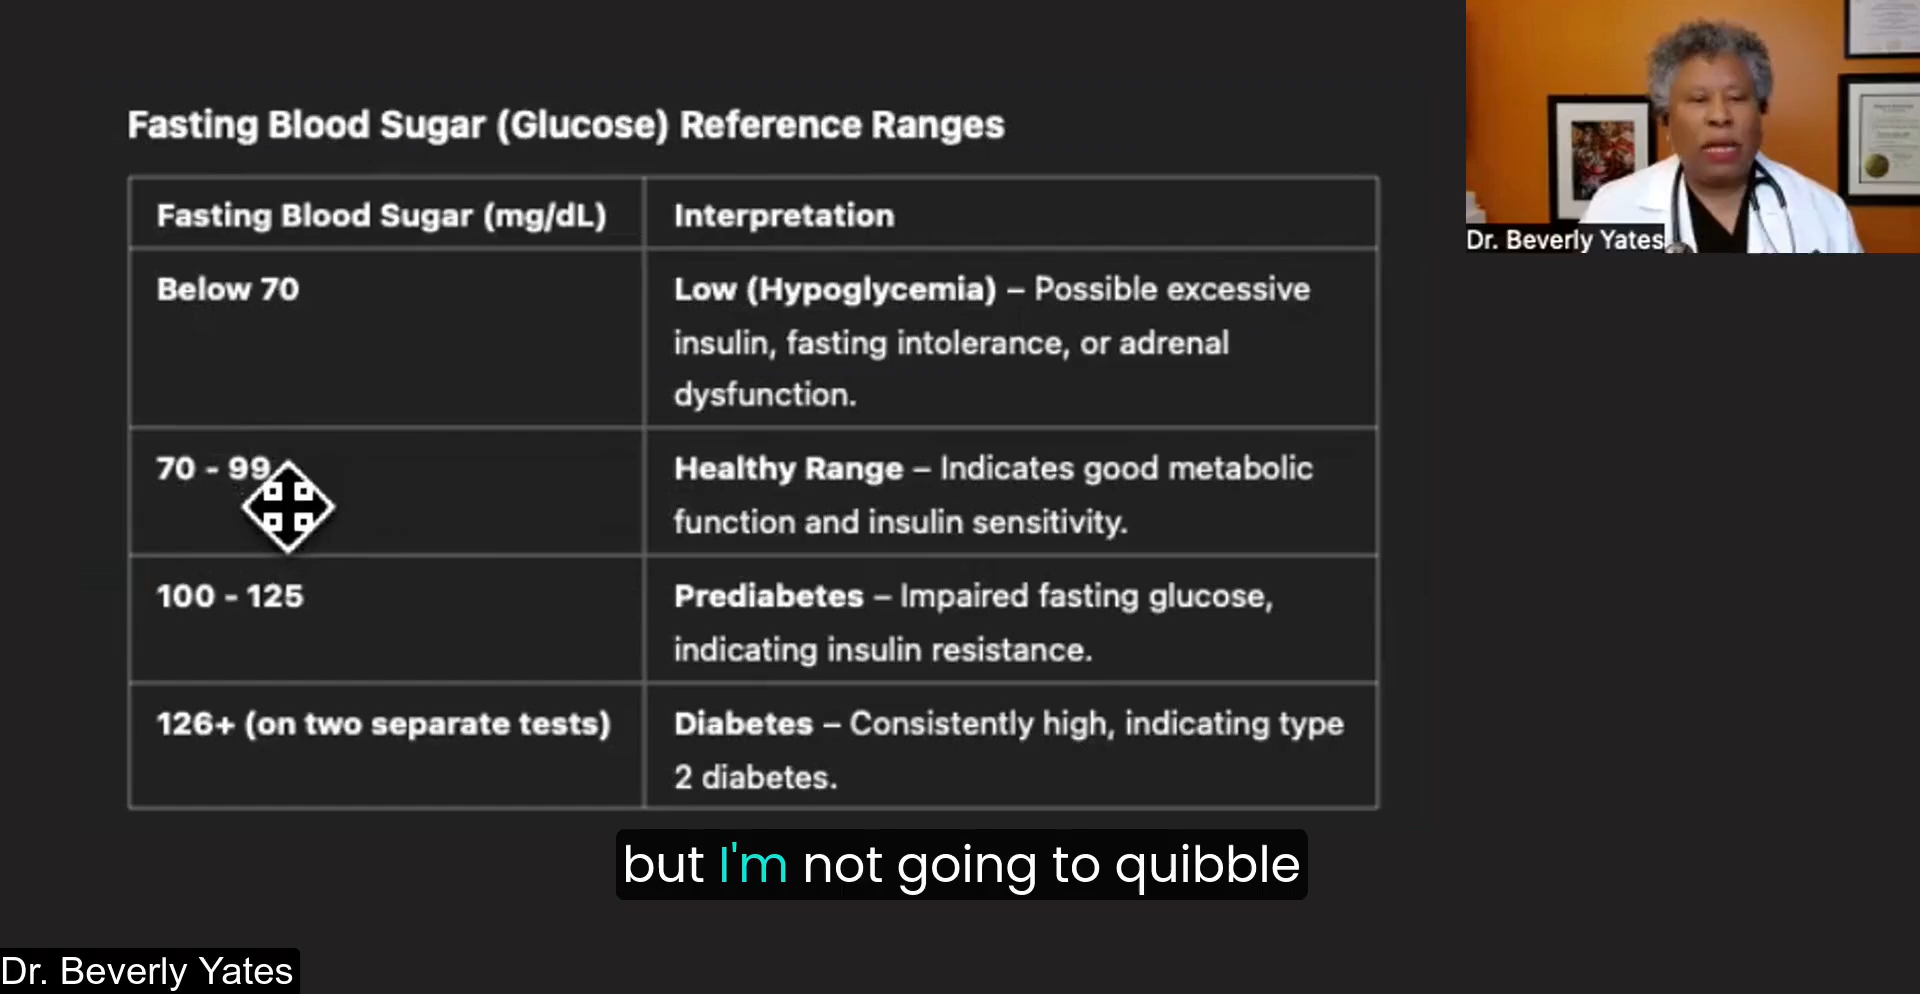 Fasting Blood Sugar (Glucose) Reference Ranges
Fasting Blood Sugar (mg/dL)
Interpretation
Below 70
Low (Hypoglycemia) – Possible excessive
insulin, fasting intolerance, or adrenal
dysfunction.
70 - 99
Healthy Range – Indicates good metabolic
function and insulin sensitivity.
100 - 125
Prediabetes – Impaired fasting glucose,
indicating insulin resistance.
126+ (on two separate tests)
Diabetes – Consistently high, indicating type
2 diabetes.
Dr. Beverly Yates
but I'm not going to quibble
Dr. Beverly Yates